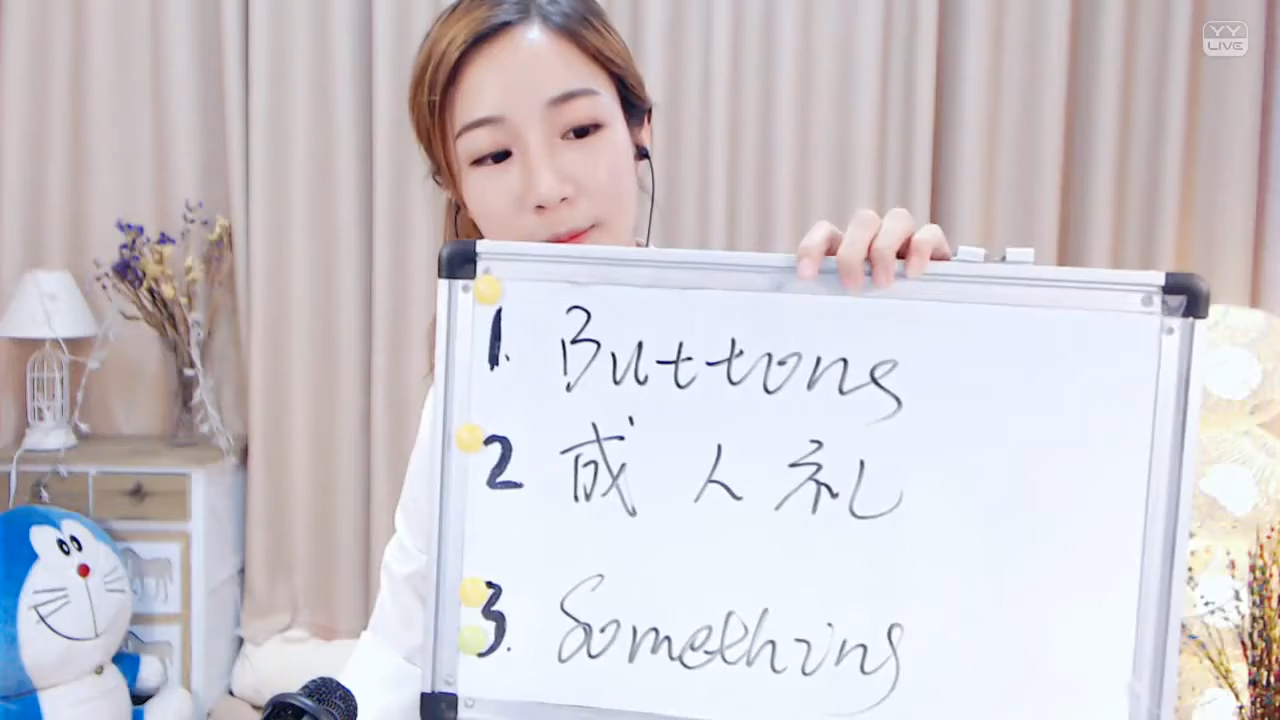 YY
LIVE
1. Buttons
2 成人礼
3. Something